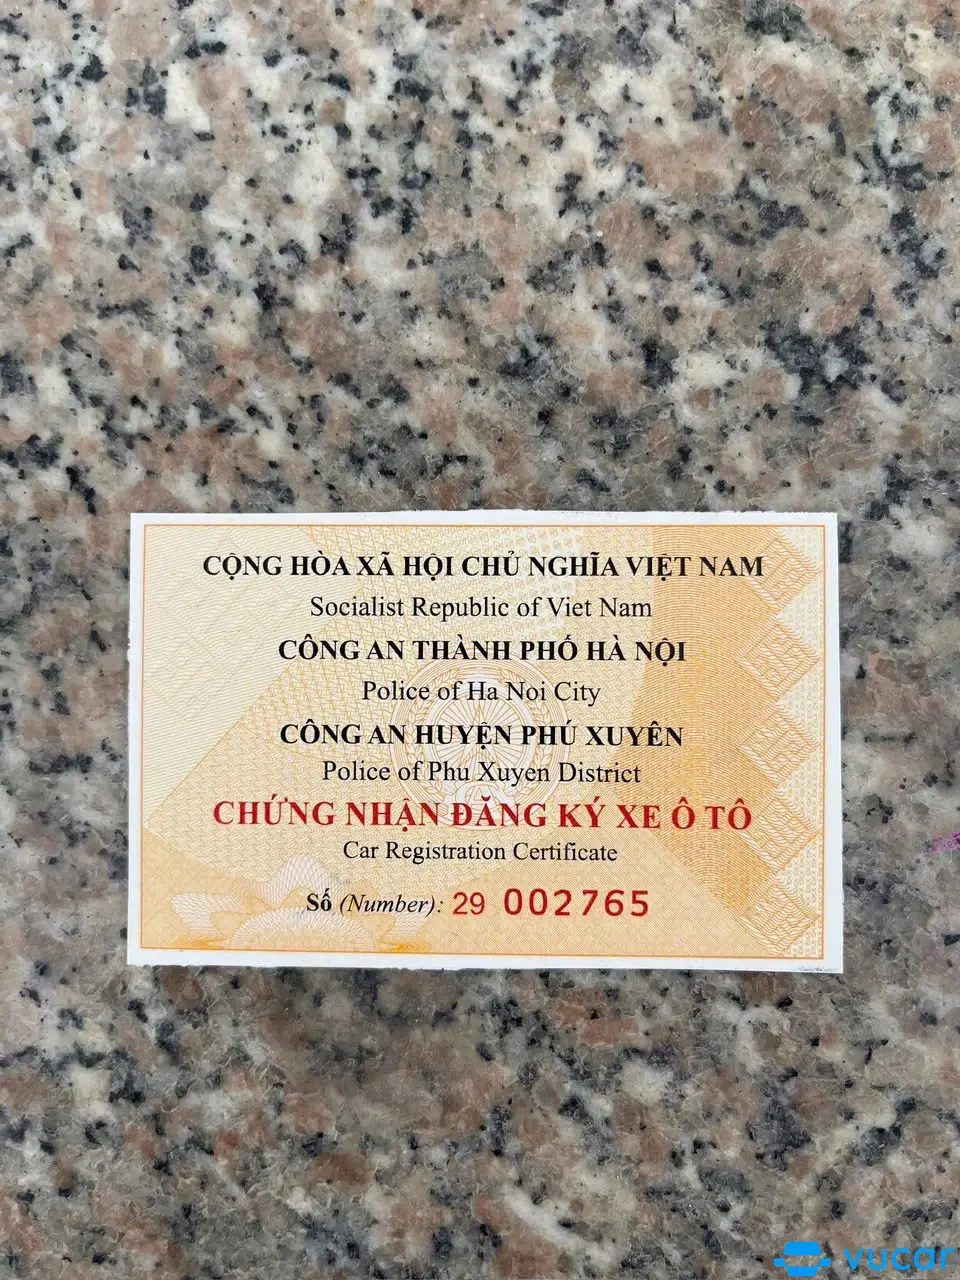 CỘNG HÒA XÃ HỘI CHỦ NGHĨA VIỆT NAM
Socialist Republic of Viet Nam
CÔNG AN THÀNH PHỐ HÀ NỘI
Police of Ha Noi City
CÔNG AN HUYỆN PHÚ XUYÊN
Police of Phu Xuyen District
CHỨNG NHẬN ĐĂNG KÝ XE Ô TÔ
Car Registration Certificate
Số (Number): 29 002765
vucar